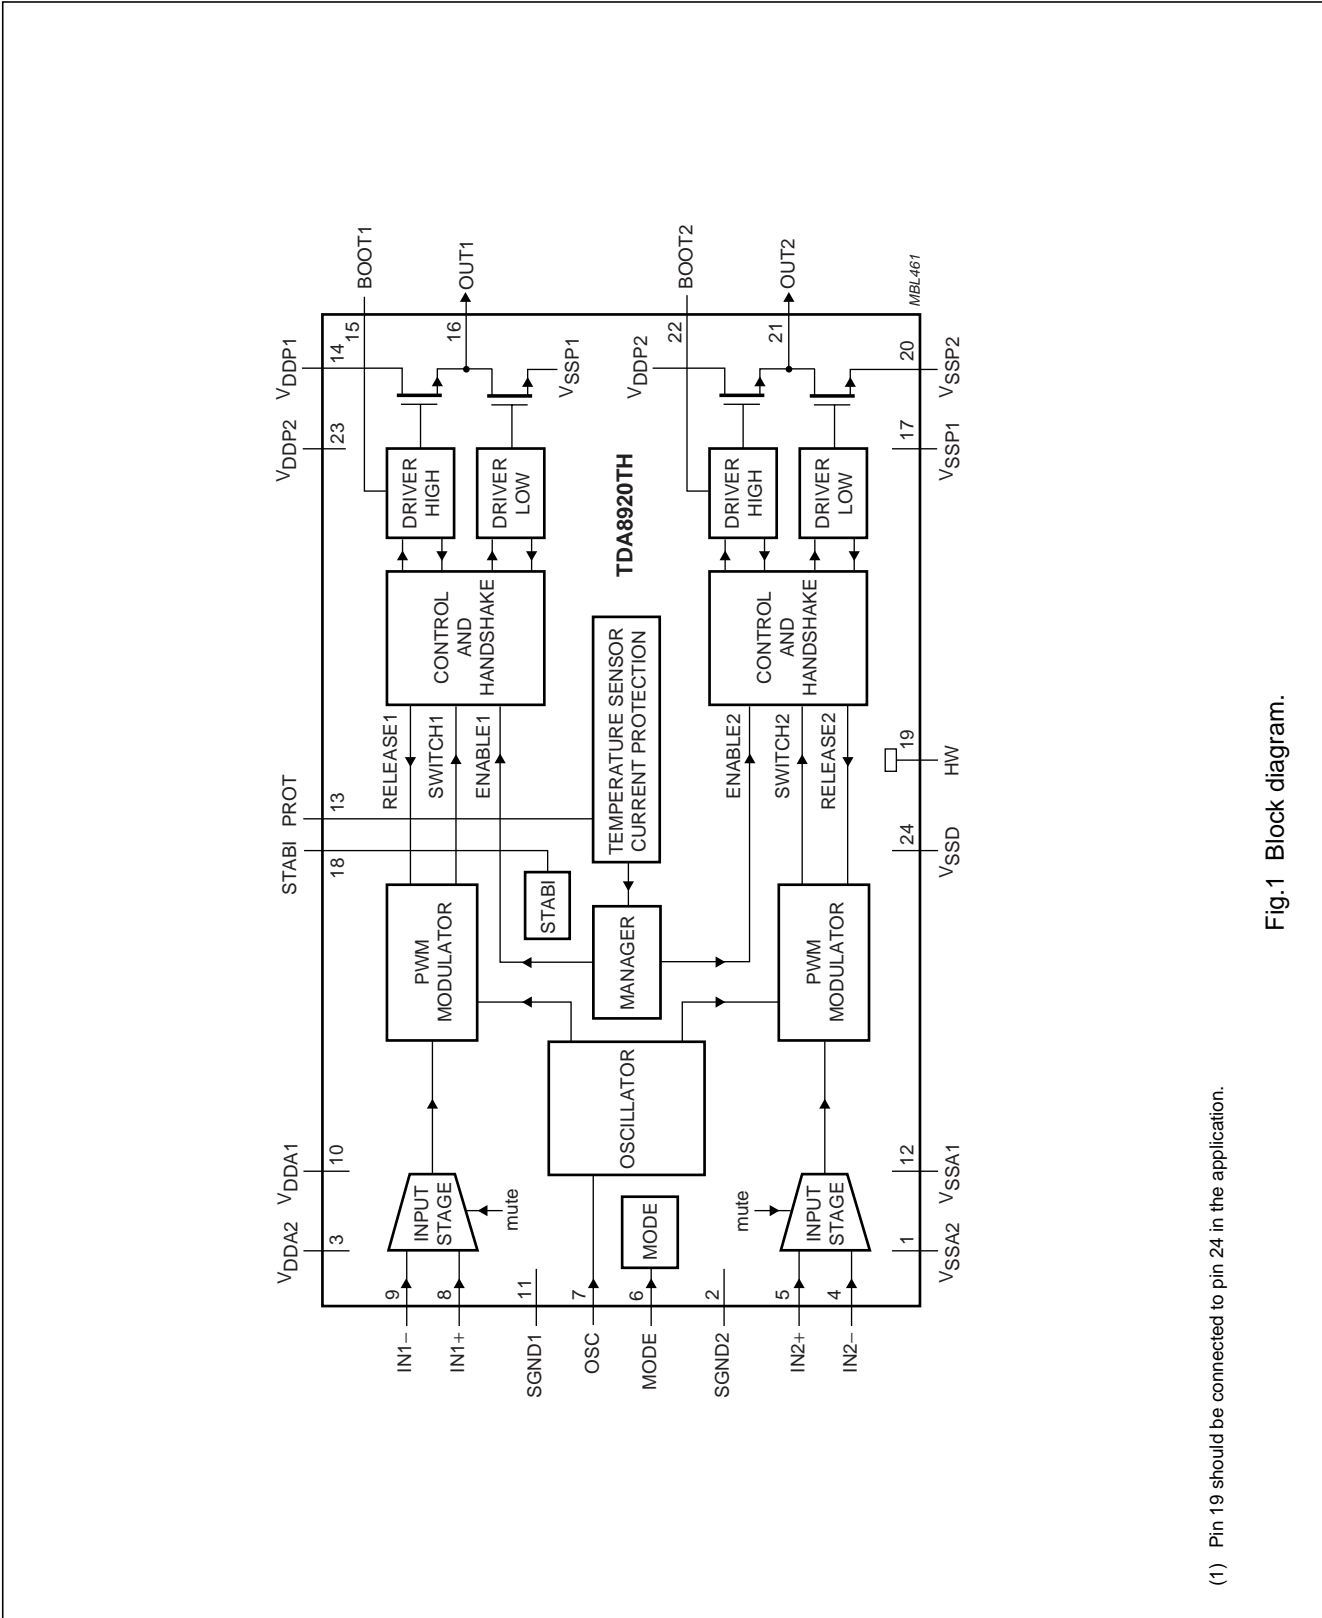 VDDA2
VDDA1
STABI
PROT
VDDP2
VDDP1
3
10
18
13
23
14
15
BOOT1
IN1−
9
IN1+
8
INPUT
STAGE
mute
PWM
MODULATOR
RELEASE1
SWITCH1
ENABLE1
CONTROL
AND
HANDSHAKE
DRIVER
HIGH
DRIVER
LOW
16
OUT1
VSSP1
SGND1
11
STABI
TDA8920TH
OSC
7
OSCILLATOR
MANAGER
TEMPERATURE SENSOR
CURRENT PROTECTION
MODE
6
MODE
VDDP2
22
BOOT2
SGND2
2
mute
ENABLE2
SWITCH2
RELEASE2
IN2+
5
IN2−
4
INPUT
STAGE
PWM
MODULATOR
CONTROL
AND
HANDSHAKE
DRIVER
HIGH
DRIVER
LOW
21
OUT2
1
12
24
19
17
20
VSSA2
VSSA1
VSSD
HW
VSSP1
VSSP2
MBL461
(1) Pin 19 should be connected to pin 24 in the application.
Fig.1 Block diagram.